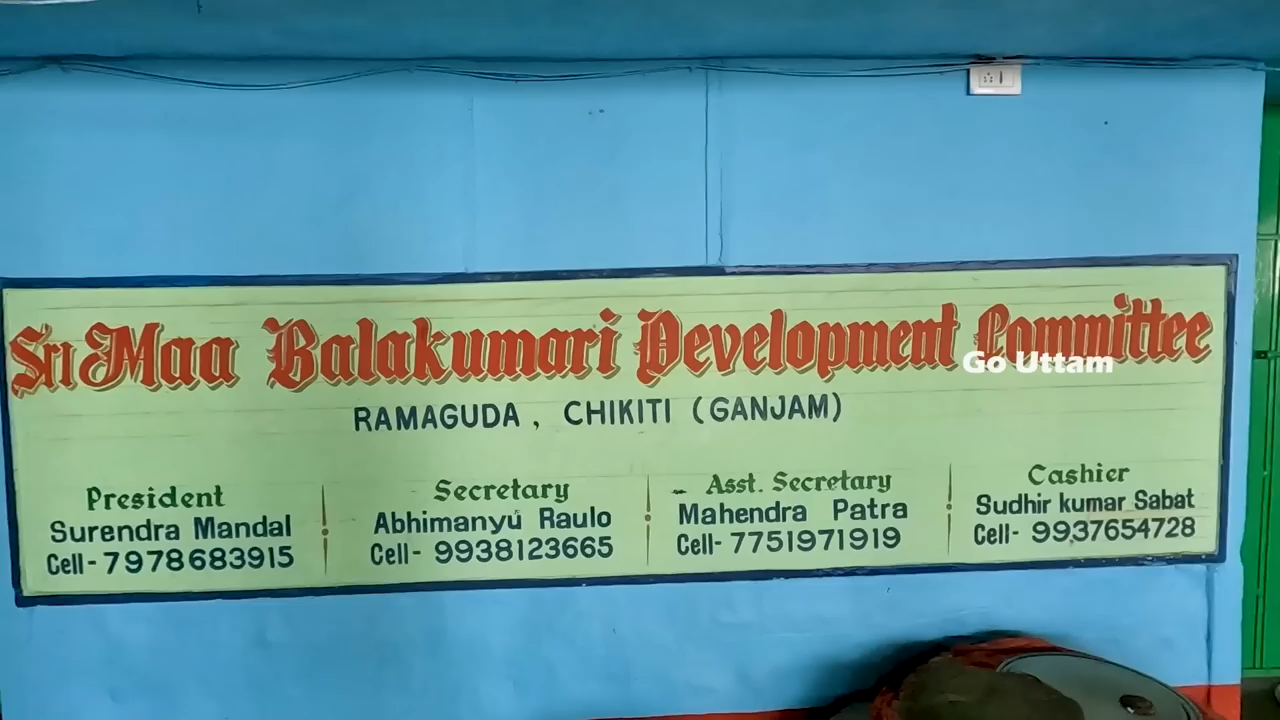 Sri Maa Balakumari Development Committee
Go Uttam
RAMAGUDA, CHIKITI (GANJAM)
President
Surendra Mandal
Cell- 7978683915
Secretary
Abhimanyu Raulo
Cell- 9938123665
Asst. Secretary
Mahendra Patra
Cell- 7751971919
Cashier
Sudhir kumar Sabat
Cell- 9937654728